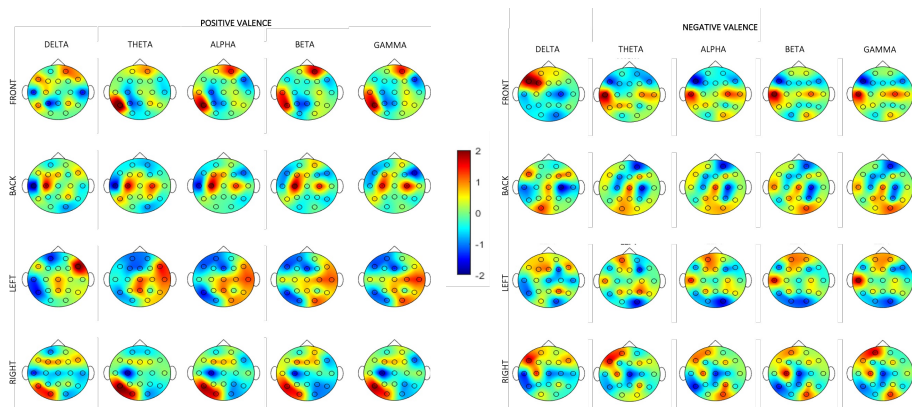 POSITIVE VALENCE
DELTA THETA ALPHA BETA GAMMA
FRONT
BACK
LEFT
RIGHT
2
1
0
-1
-2
NEGATIVE VALENCE
DELTA THETA ALPHA BETA GAMMA
FRONT
BACK
LEFT
RIGHT